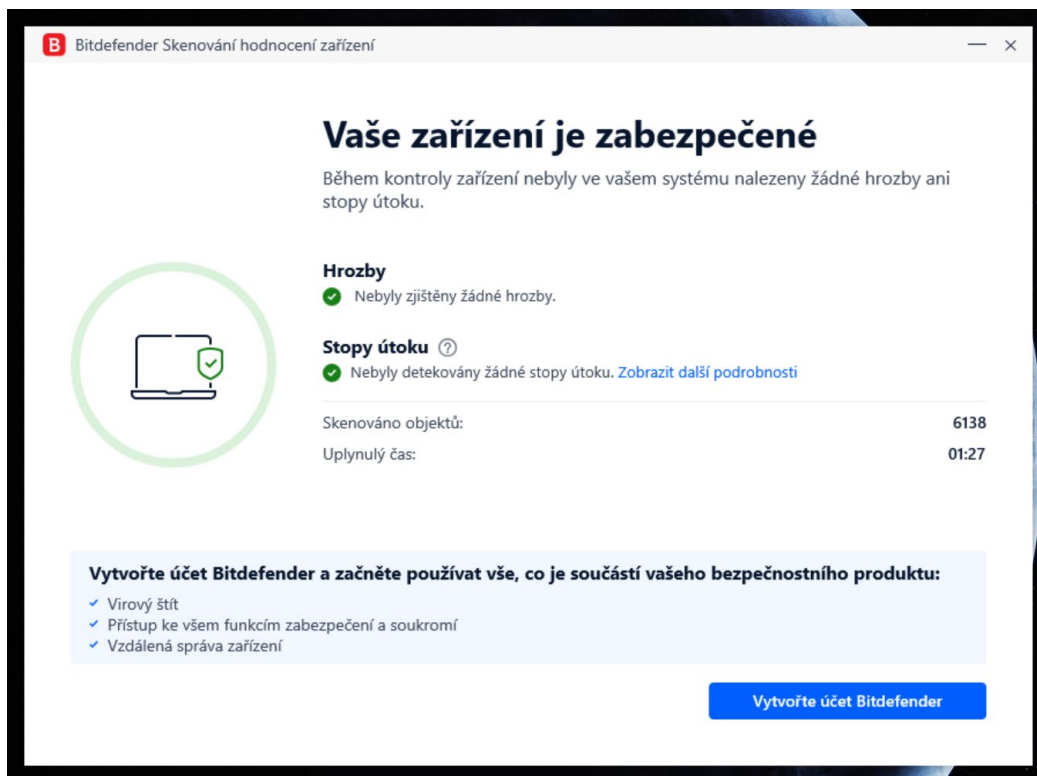 B Bitdefender Skenování hodnocení zařízení
Vaše zařízení je zabezpečené
Během kontroly zařízení nebyly ve vašem systému nalezeny žádné hrozby ani
stopy útoku.
Hrozby
Nebyly zjištěny žádné hrozby.
Stopy útoku ?
Nebyly detekovány žádné stopy útoku. Zobrazit další podrobnosti
Skenováno objektů: 6138
Uplynulý čas: 01:27
Vytvořte účet Bitdefender a začněte používat vše, co je součástí vašeho bezpečnostního produktu:
Virový štít
Přístup ke všem funkcím zabezpečení a soukromí
Vzdálená správa zařízení
Vytvořte účet Bitdefender